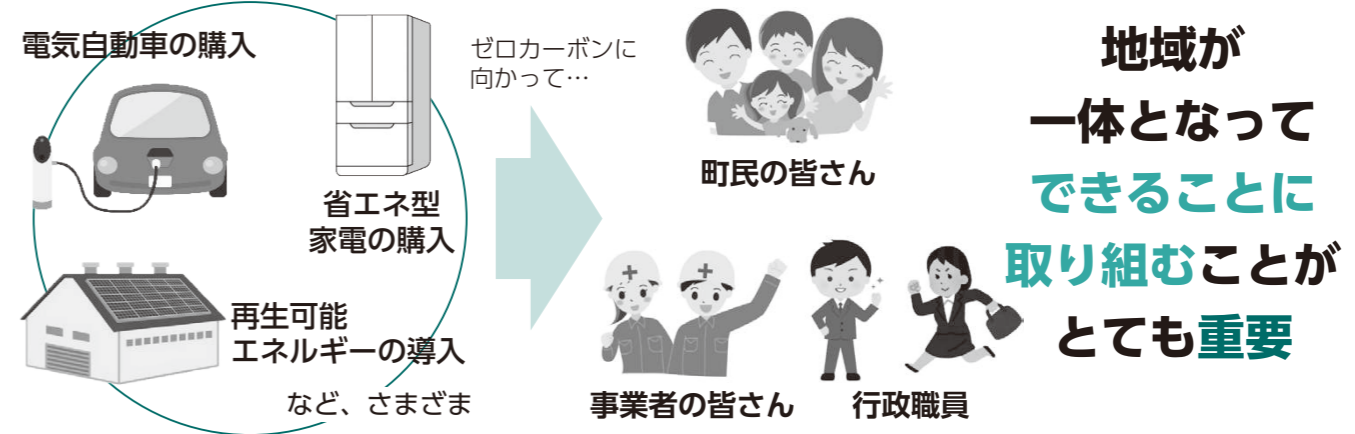 電気自動車の購入
省エネ型
家電の購入
再生可能
エネルギーの導入
など、さまざま
ゼロカーボンに
向かって…
町民の皆さん
事業者の皆さん
行政職員
地域が
一体となって
できることに
取り組むことが
とても重要